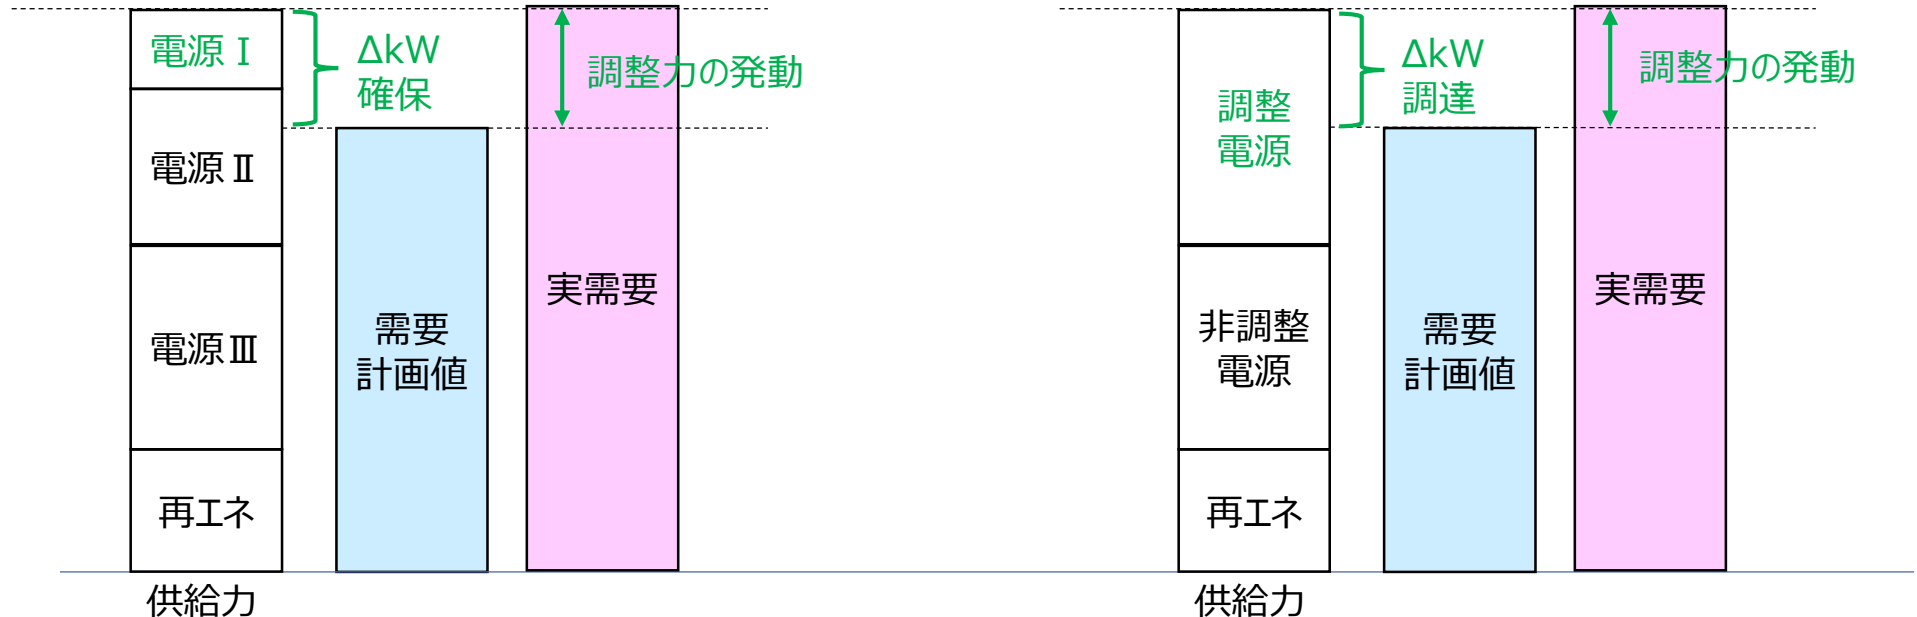 電源Ⅰ
電源Ⅱ
電源Ⅲ
再エネ
供給力
ΔkW
確保
需要
計画値
調整力の発動
実需要
調整
電源
非調整
電源
再エネ
供給力
ΔkW
調達
需要
計画値
調整力の発動
実需要